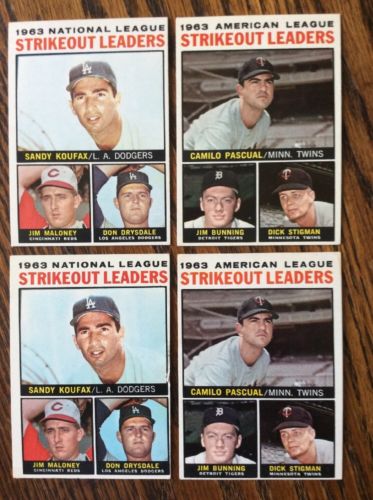 1963 NATIONAL LEAGUE
STRIKEOUT LEADERS
SANDY KOUFAX/L. A. DODGERS
JIM MALONEY
CINCINNATI REDS
DON DRYSDALE
LOS ANGELES DODGERS
1963 AMERICAN LEAGUE
STRIKEOUT LEADERS
CAMILO PASCUAL/MINN. TWINS
JIM BUNNING
DETROIT TIGERS
DICK STIGMAN
MINNESOTA TWINS
1963 NATIONAL LEAGUE
STRIKEOUT LEADERS
SANDY KOUFAX/L. A. DODGERS
JIM MALONEY
CINCINNATI REDS
DON DRYSDALE
LOS ANGELES DODGERS
1963 AMERICAN LEAGUE
STRIKEOUT LEADERS
CAMILO PASCUAL/MINN. TWINS
JIM BUNNING
DETROIT TIGERS
DICK STIGMAN
MINNESOTA TWINS